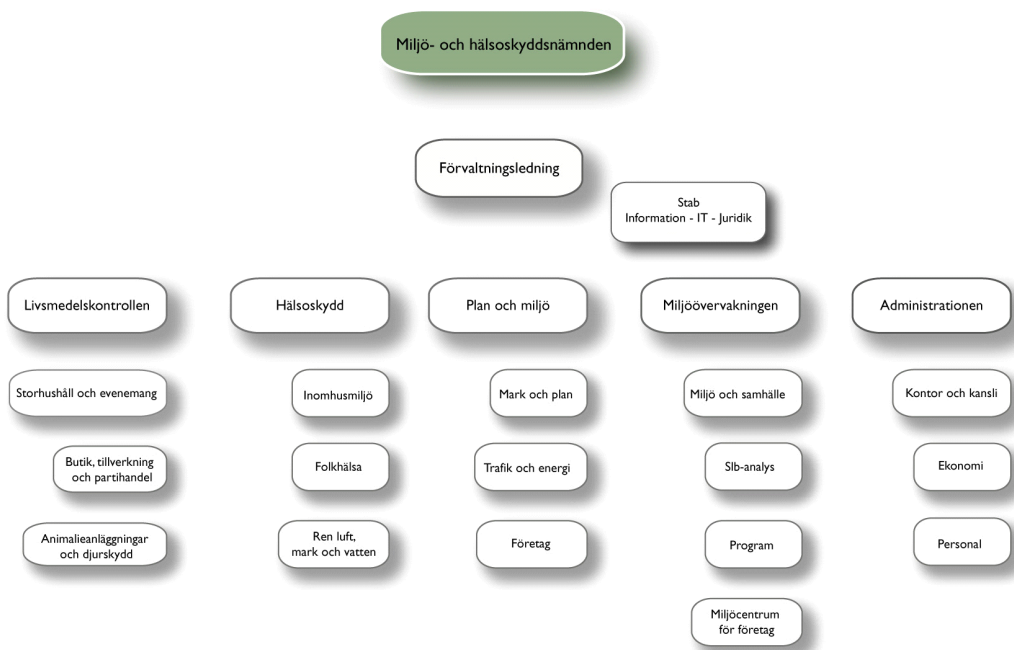 Miljö- och hälsoskyddsnämnden
Förvaltningsledning
Stab
Information - IT - Juridik
Livsmedelskontrollen
Hälsoskydd
Plan och miljö
Miljöövervakningen
Administrationen
Storhushåll och evenemang
Inomhusmiljö
Mark och plan
Miljö och samhälle
Kontor och kansli
Butik, tillverkning
och partihandel
Folkhälsa
Trafik och energi
Slb-analys
Ekonomi
Animalieanläggningar
och djurskydd
Ren luft,
mark och vatten
Företag
Program
Personal
Miljöcentrum
för företag